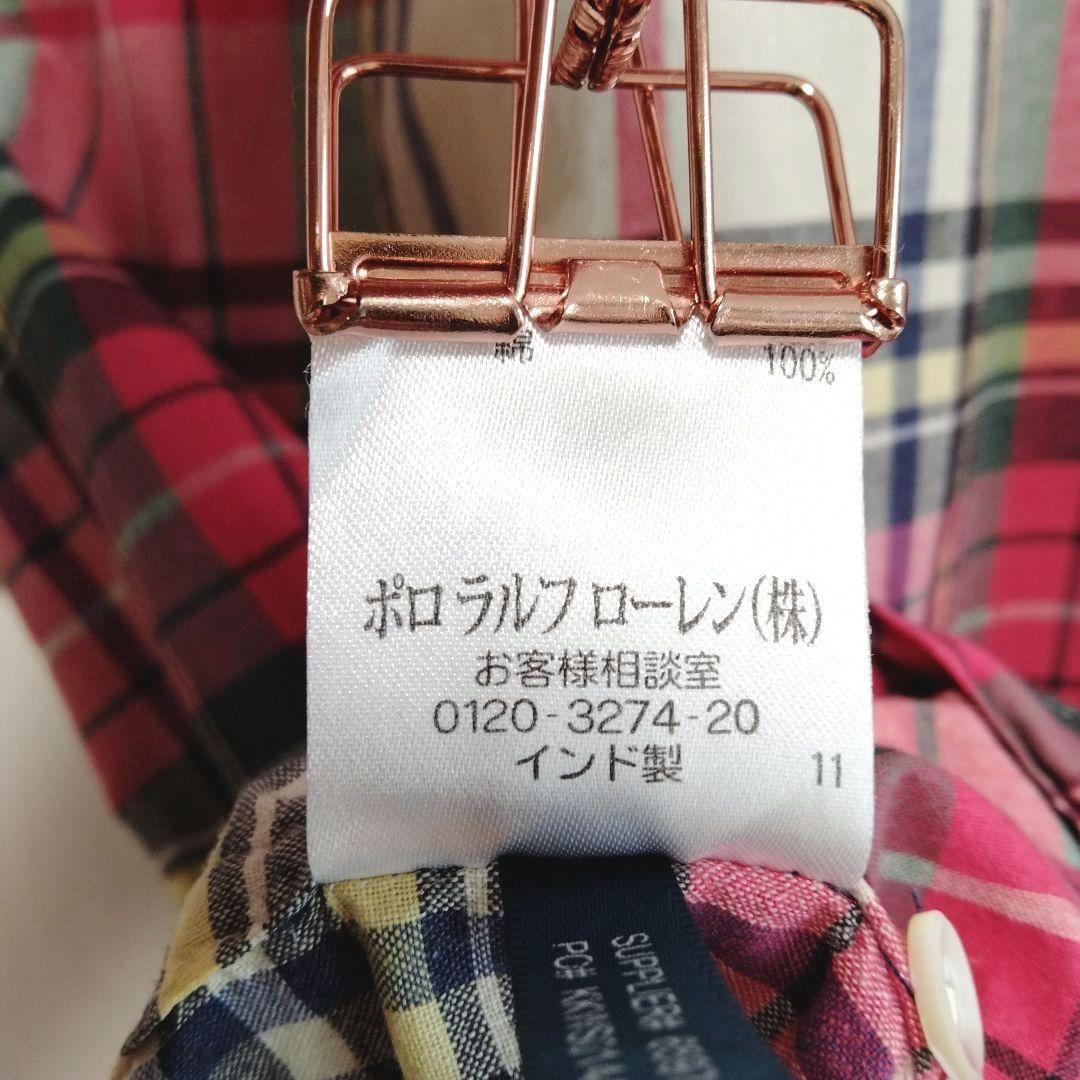 綿 100%
ポロ ラルフ ローレン(株)
お客様相談室
0120-3274-20
インド製 11
SUPPLIER#